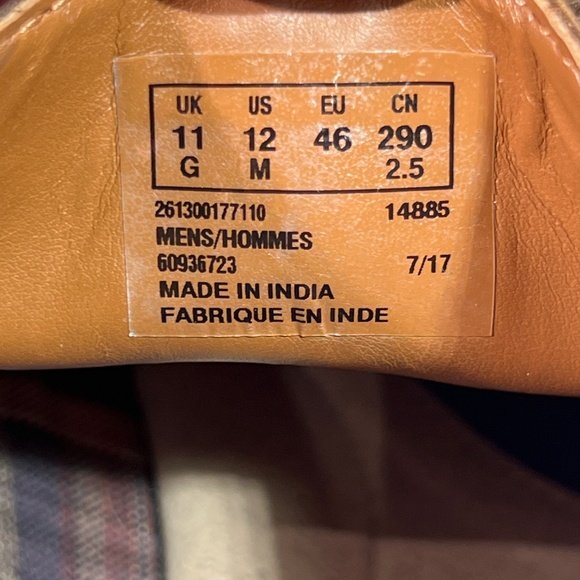 UK US EU CN
11 12 46 290
G M 2.5
261300177110 14885
MENS/HOMMES
60936723 7/17
MADE IN INDIA
FABRIQUE EN INDE